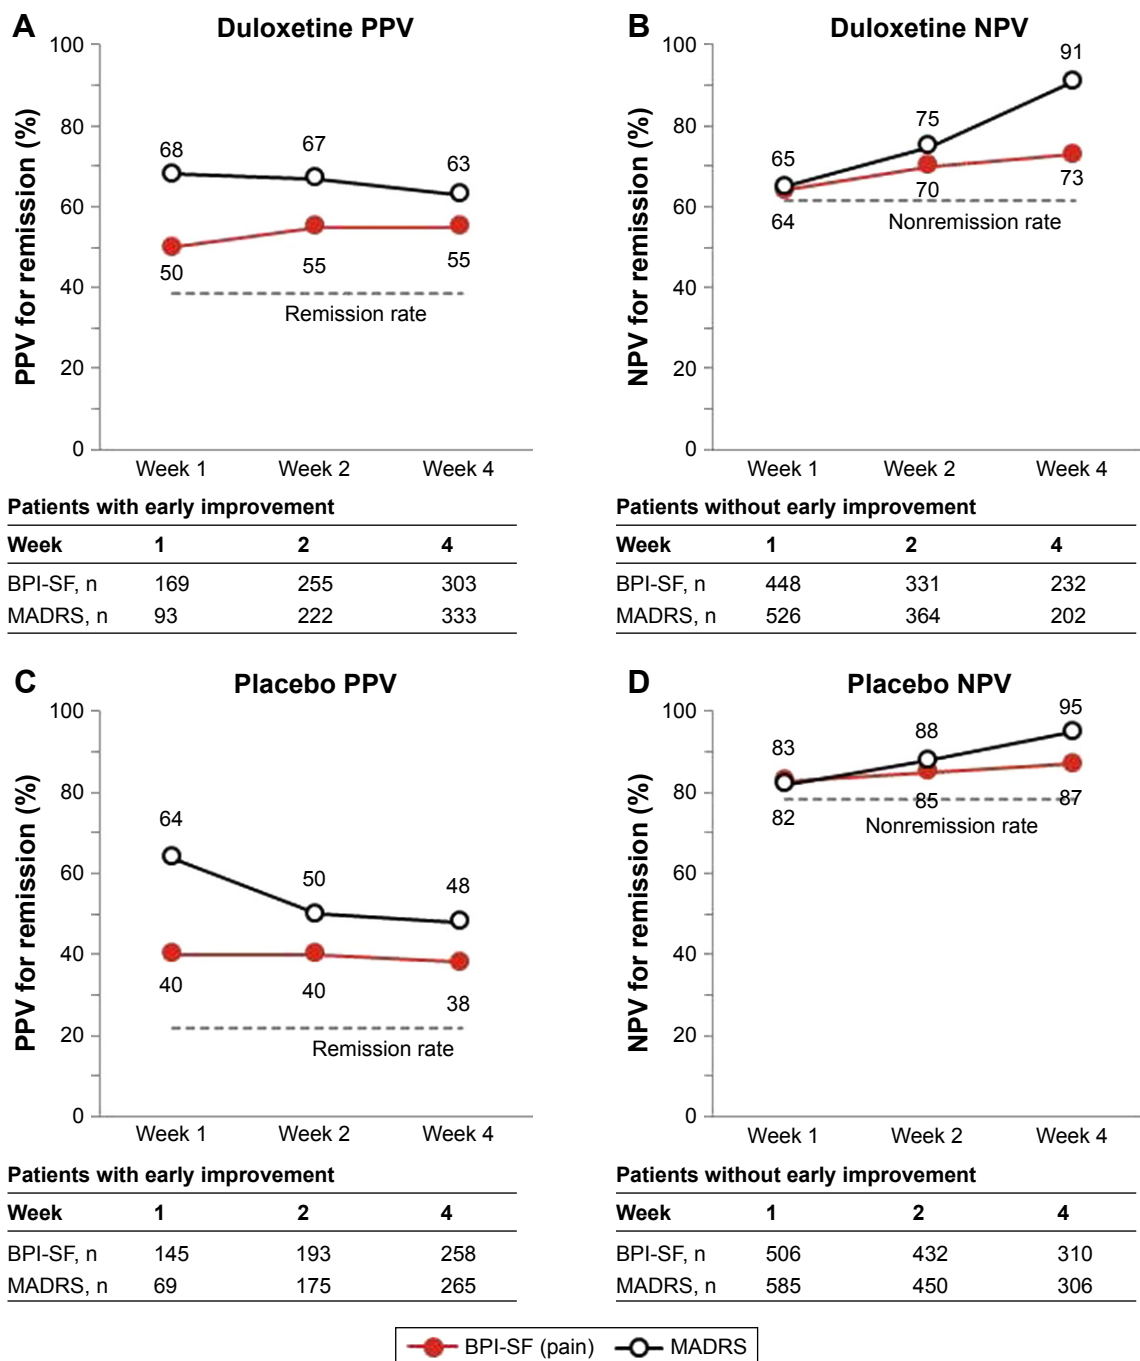 A Duloxetine PPV
PPV for remission (%)
100
80
60
40
20
0
68 67 63
50 55 55
Remission rate
Week 1 Week 2 Week 4
Patients with early improvement
Week 1 2 4
BPI-SF, n 169 255 303
MADRS, n 93 222 333
B Duloxetine NPV
NPV for remission (%)
100
80
60
40
20
0
65 75 91
64 70 73
Nonremission rate
Week 1 Week 2 Week 4
Patients without early improvement
Week 1 2 4
BPI-SF, n 448 331 232
MADRS, n 526 364 202
C Placebo PPV
PPV for remission (%)
100
80
60
40
20
0
64 50 48
40 40 38
Remission rate
Week 1 Week 2 Week 4
Patients with early improvement
Week 1 2 4
BPI-SF, n 145 193 258
MADRS, n 69 175 265
D Placebo NPV
NPV for remission (%)
100
80
60
40
20
0
83 88 95
82 85 87
Nonremission rate
Week 1 Week 2 Week 4
Patients without early improvement
Week 1 2 4
BPI-SF, n 506 432 310
MADRS, n 585 450 306
BPI-SF (pain) MADRS